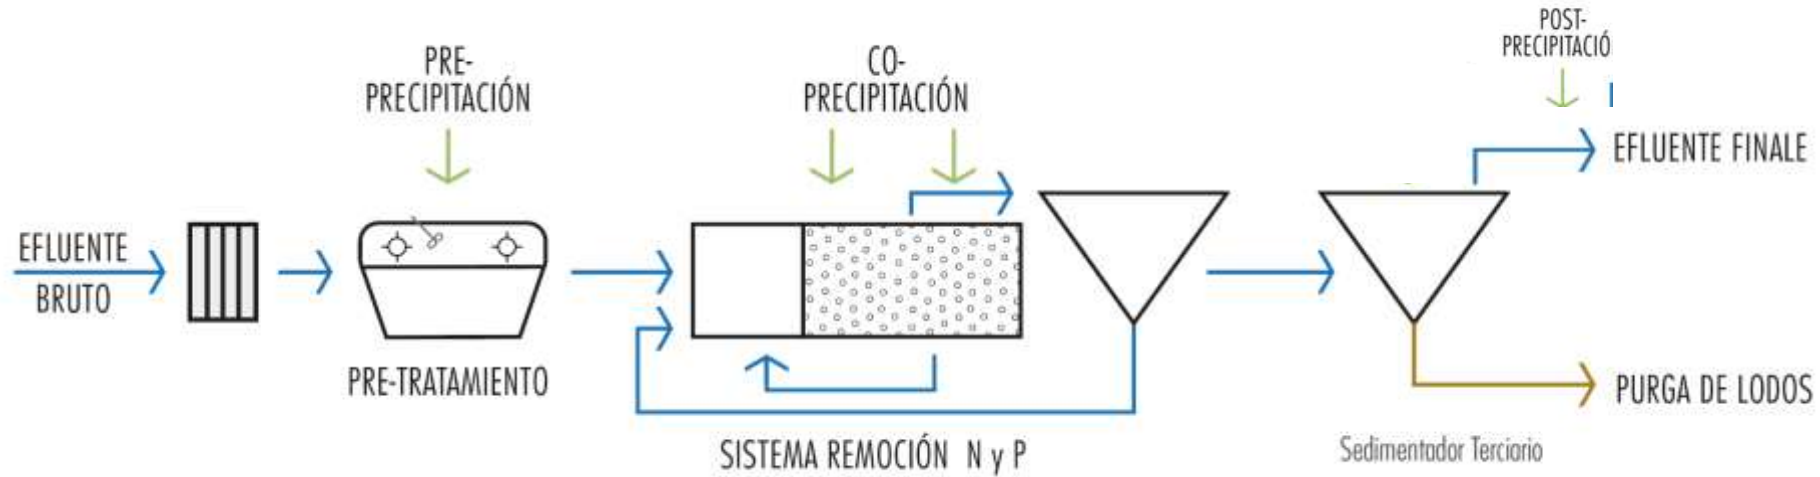 POST-
PRECIPITACIÓ
PRE-
PRECIPITACIÓN
CO-
PRECIPITACIÓN
EFLUENTE FINALE
EFLUENTE
BRUTO
PRE-TRATAMIENTO
PURGA DE LODOS
SISTEMA REMOCIÓN N y P
Sedimentador Terciario